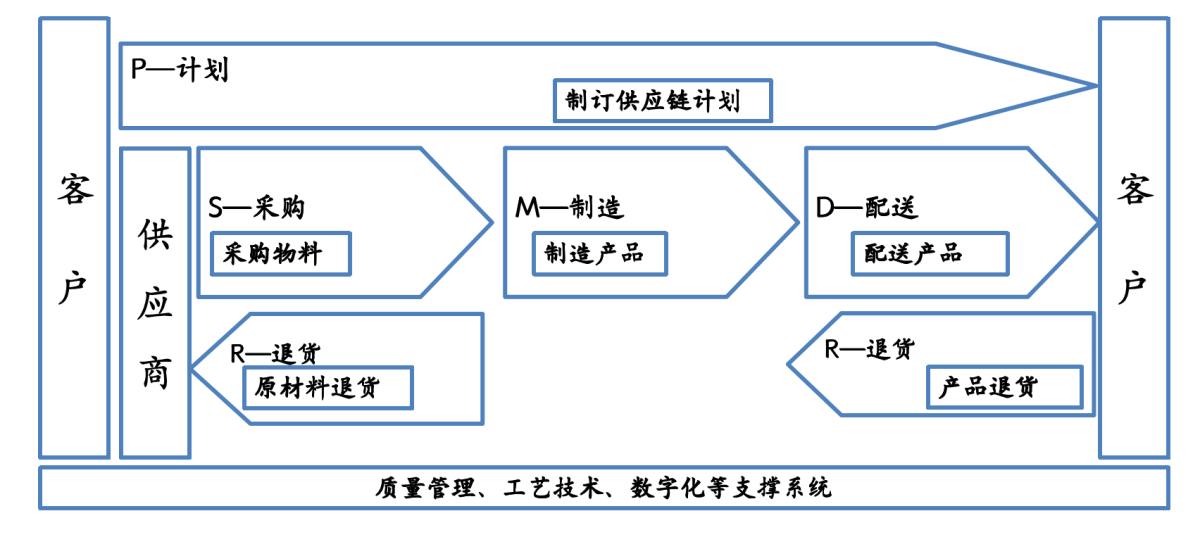 客户
P—计划
制订供应链计划
供应商
S—采购
采购物料
M—制造
制造产品
D—配送
配送产品
客户
R—退货
原材料退货
R—退货
产品退货
质量管理、工艺技术、数字化等支撑系统